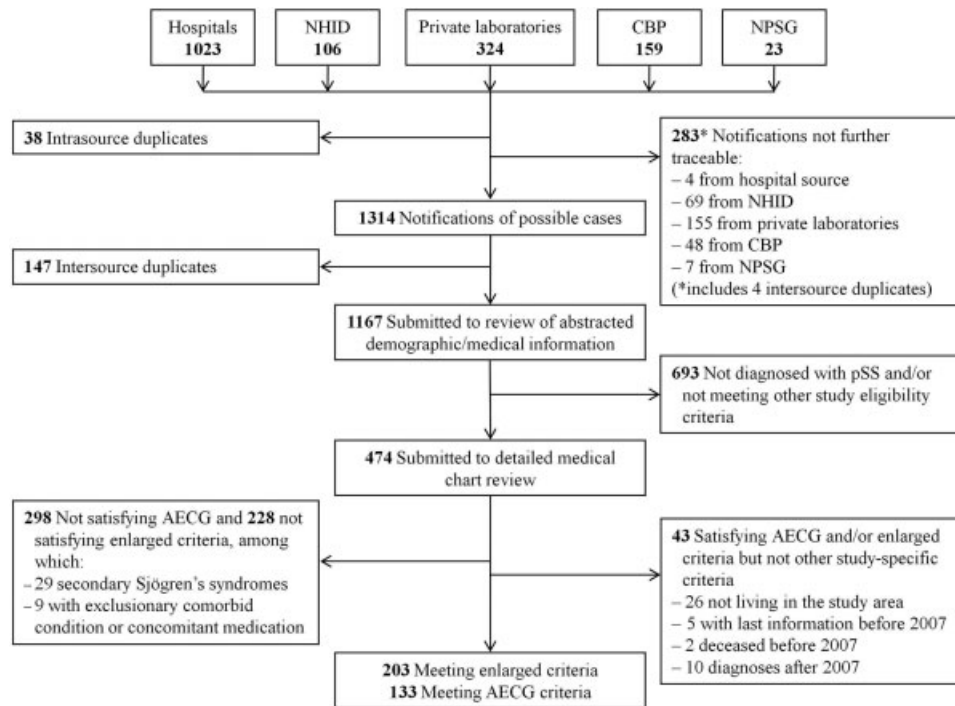 Hospitals
1023
NHID
106
Private laboratories
324
CBP
159
NPSG
23
38 Intrasource duplicates
283* Notifications not further
traceable:
– 4 from hospital source
– 69 from NHID
– 155 from private laboratories
– 48 from CBP
– 7 from NPSG
(*includes 4 intersource duplicates)
1314 Notifications of possible cases
147 Intersource duplicates
1167 Submitted to review of abstracted
demographic/medical information
693 Not diagnosed with pSS and/or
not meeting other study eligibility
criteria
474 Submitted to detailed medical
chart review
298 Not satisfying AECG and 228 not
satisfying enlarged criteria, among
which:
– 29 secondary Sjögren's syndromes
– 9 with exclusionary comorbid
condition or concomitant medication
43 Satisfying AECG and/or enlarged
criteria but not other study-specific
criteria
– 26 not living in the study area
– 5 with last information before 2007
– 2 deceased before 2007
– 10 diagnoses after 2007
203 Meeting enlarged criteria
133 Meeting AECG criteria